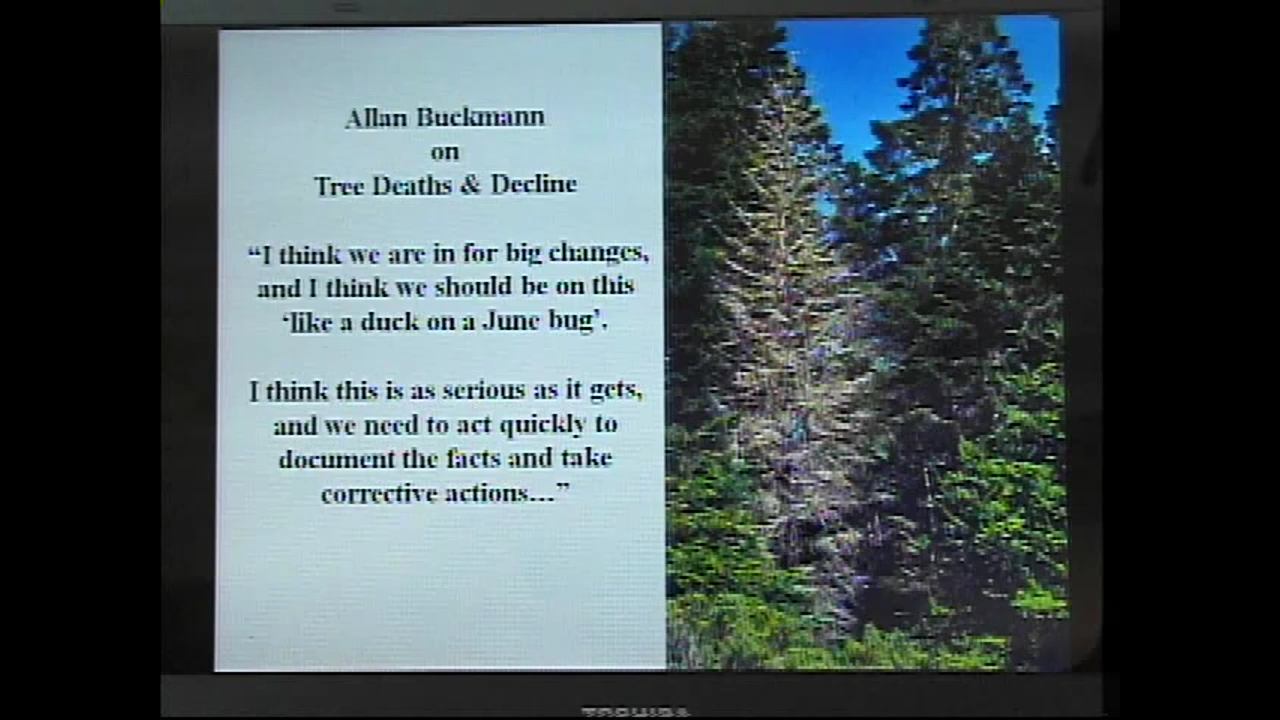 Allan Buckmann
on
Tree Deaths & Decline
“I think we are in for big changes,
and I think we should be on this
‘like a duck on a June bug’.
I think this is as serious as it gets,
and we need to act quickly to
document the facts and take
corrective actions…”